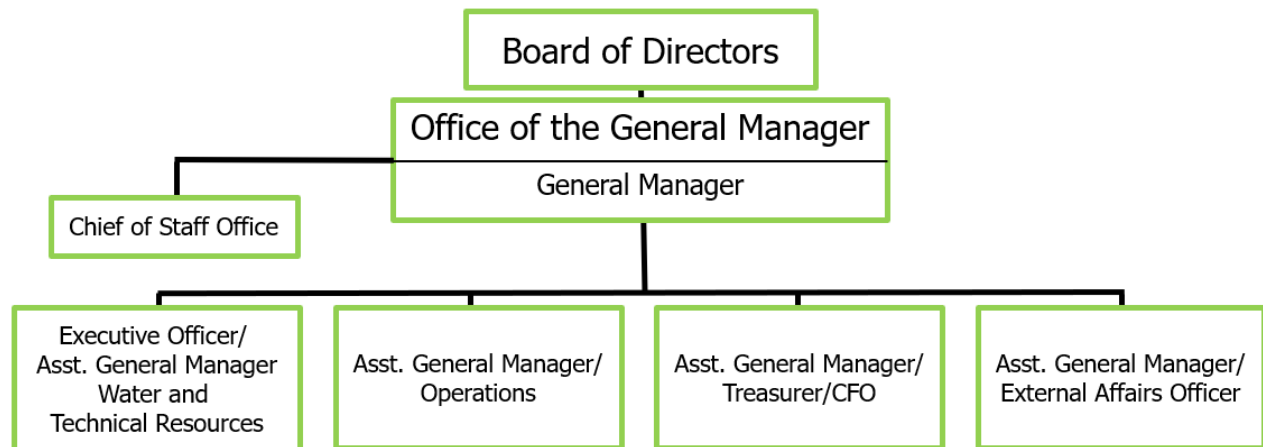 Board of Directors
Office of the General Manager
General Manager
Chief of Staff Office
Executive Officer/
Asst. General Manager
Water and
Technical Resources
Asst. General Manager/
Operations
Asst. General Manager/
Treasurer/CFO
Asst. General Manager/
External Affairs Officer